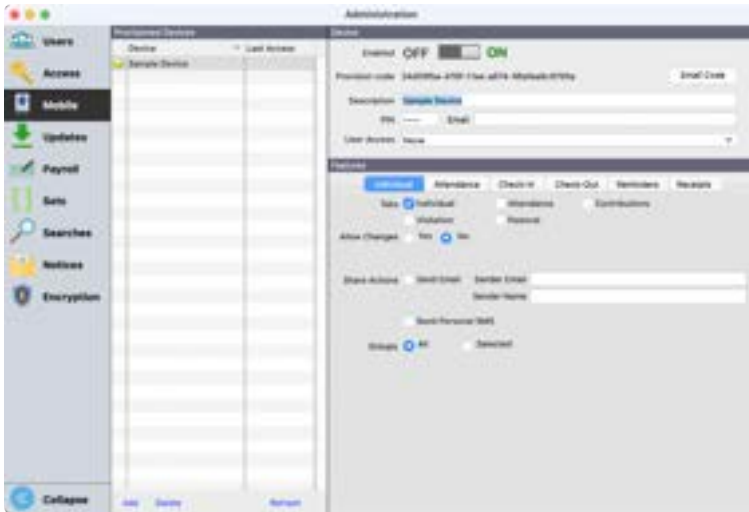 Administration
Users
Access
Mobile
Updates
Payroll
Sets
Searches
Notices
Encryption
Collapse
Provisioned Devices
Device
Last Access
Sample Device
Add
Delete
Refresh
Device
Enabled OFF ON
Provision code
Email Code
Description Sample Device
PIN
Email
User Access None
Features
Individual Attendance Check-In Check-Out Reminders Receipts
Tabs Individual Attendance Contributions
Visitation Pastoral
Allow Changes Yes No
Share Actions Send Email Sender Email
Sender Name
Send Personal SMS
Groups All Selected